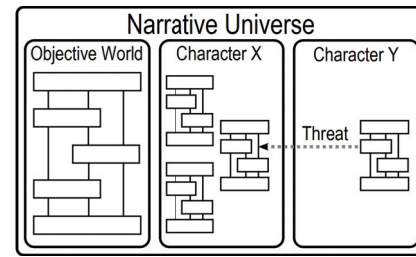 Narrative Universe
Objective World
Character X
Character Y
Threat